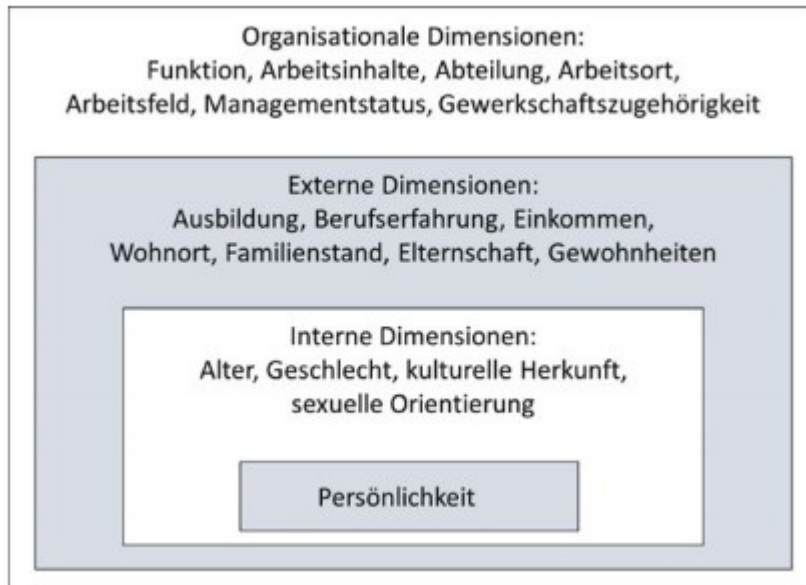 Organisationale Dimensionen:
Funktion, Arbeitsinhalte, Abteilung, Arbeitsort,
Arbeitsfeld, Managementstatus, Gewerkschaftszugehörigkeit
Externe Dimensionen:
Ausbildung, Berufserfahrung, Einkommen,
Wohnort, Familienstand, Elternschaft, Gewohnheiten
Interne Dimensionen:
Alter, Geschlecht, kulturelle Herkunft,
sexuelle Orientierung
Persönlichkeit